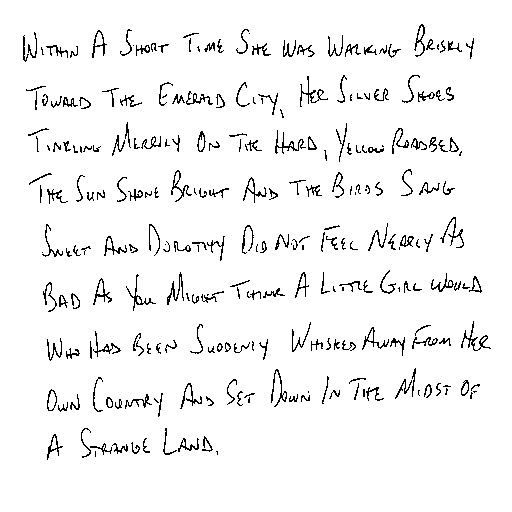 Within A Short Time She Was Walking Briskly
Toward The Emerald City, Her Silver Shoes
Tinkling Merrily On The Hard, Yellow Roadbed.
The Sun Shone Bright And The Birds Sang
Sweet And Dorothy Did Not Feel Nearly As
Bad As You Might Think A Little Girl Would
Who Had Been Suddenly Whisked Away From Her
Own Country And Set Down In The Midst Of
A Strange Land.